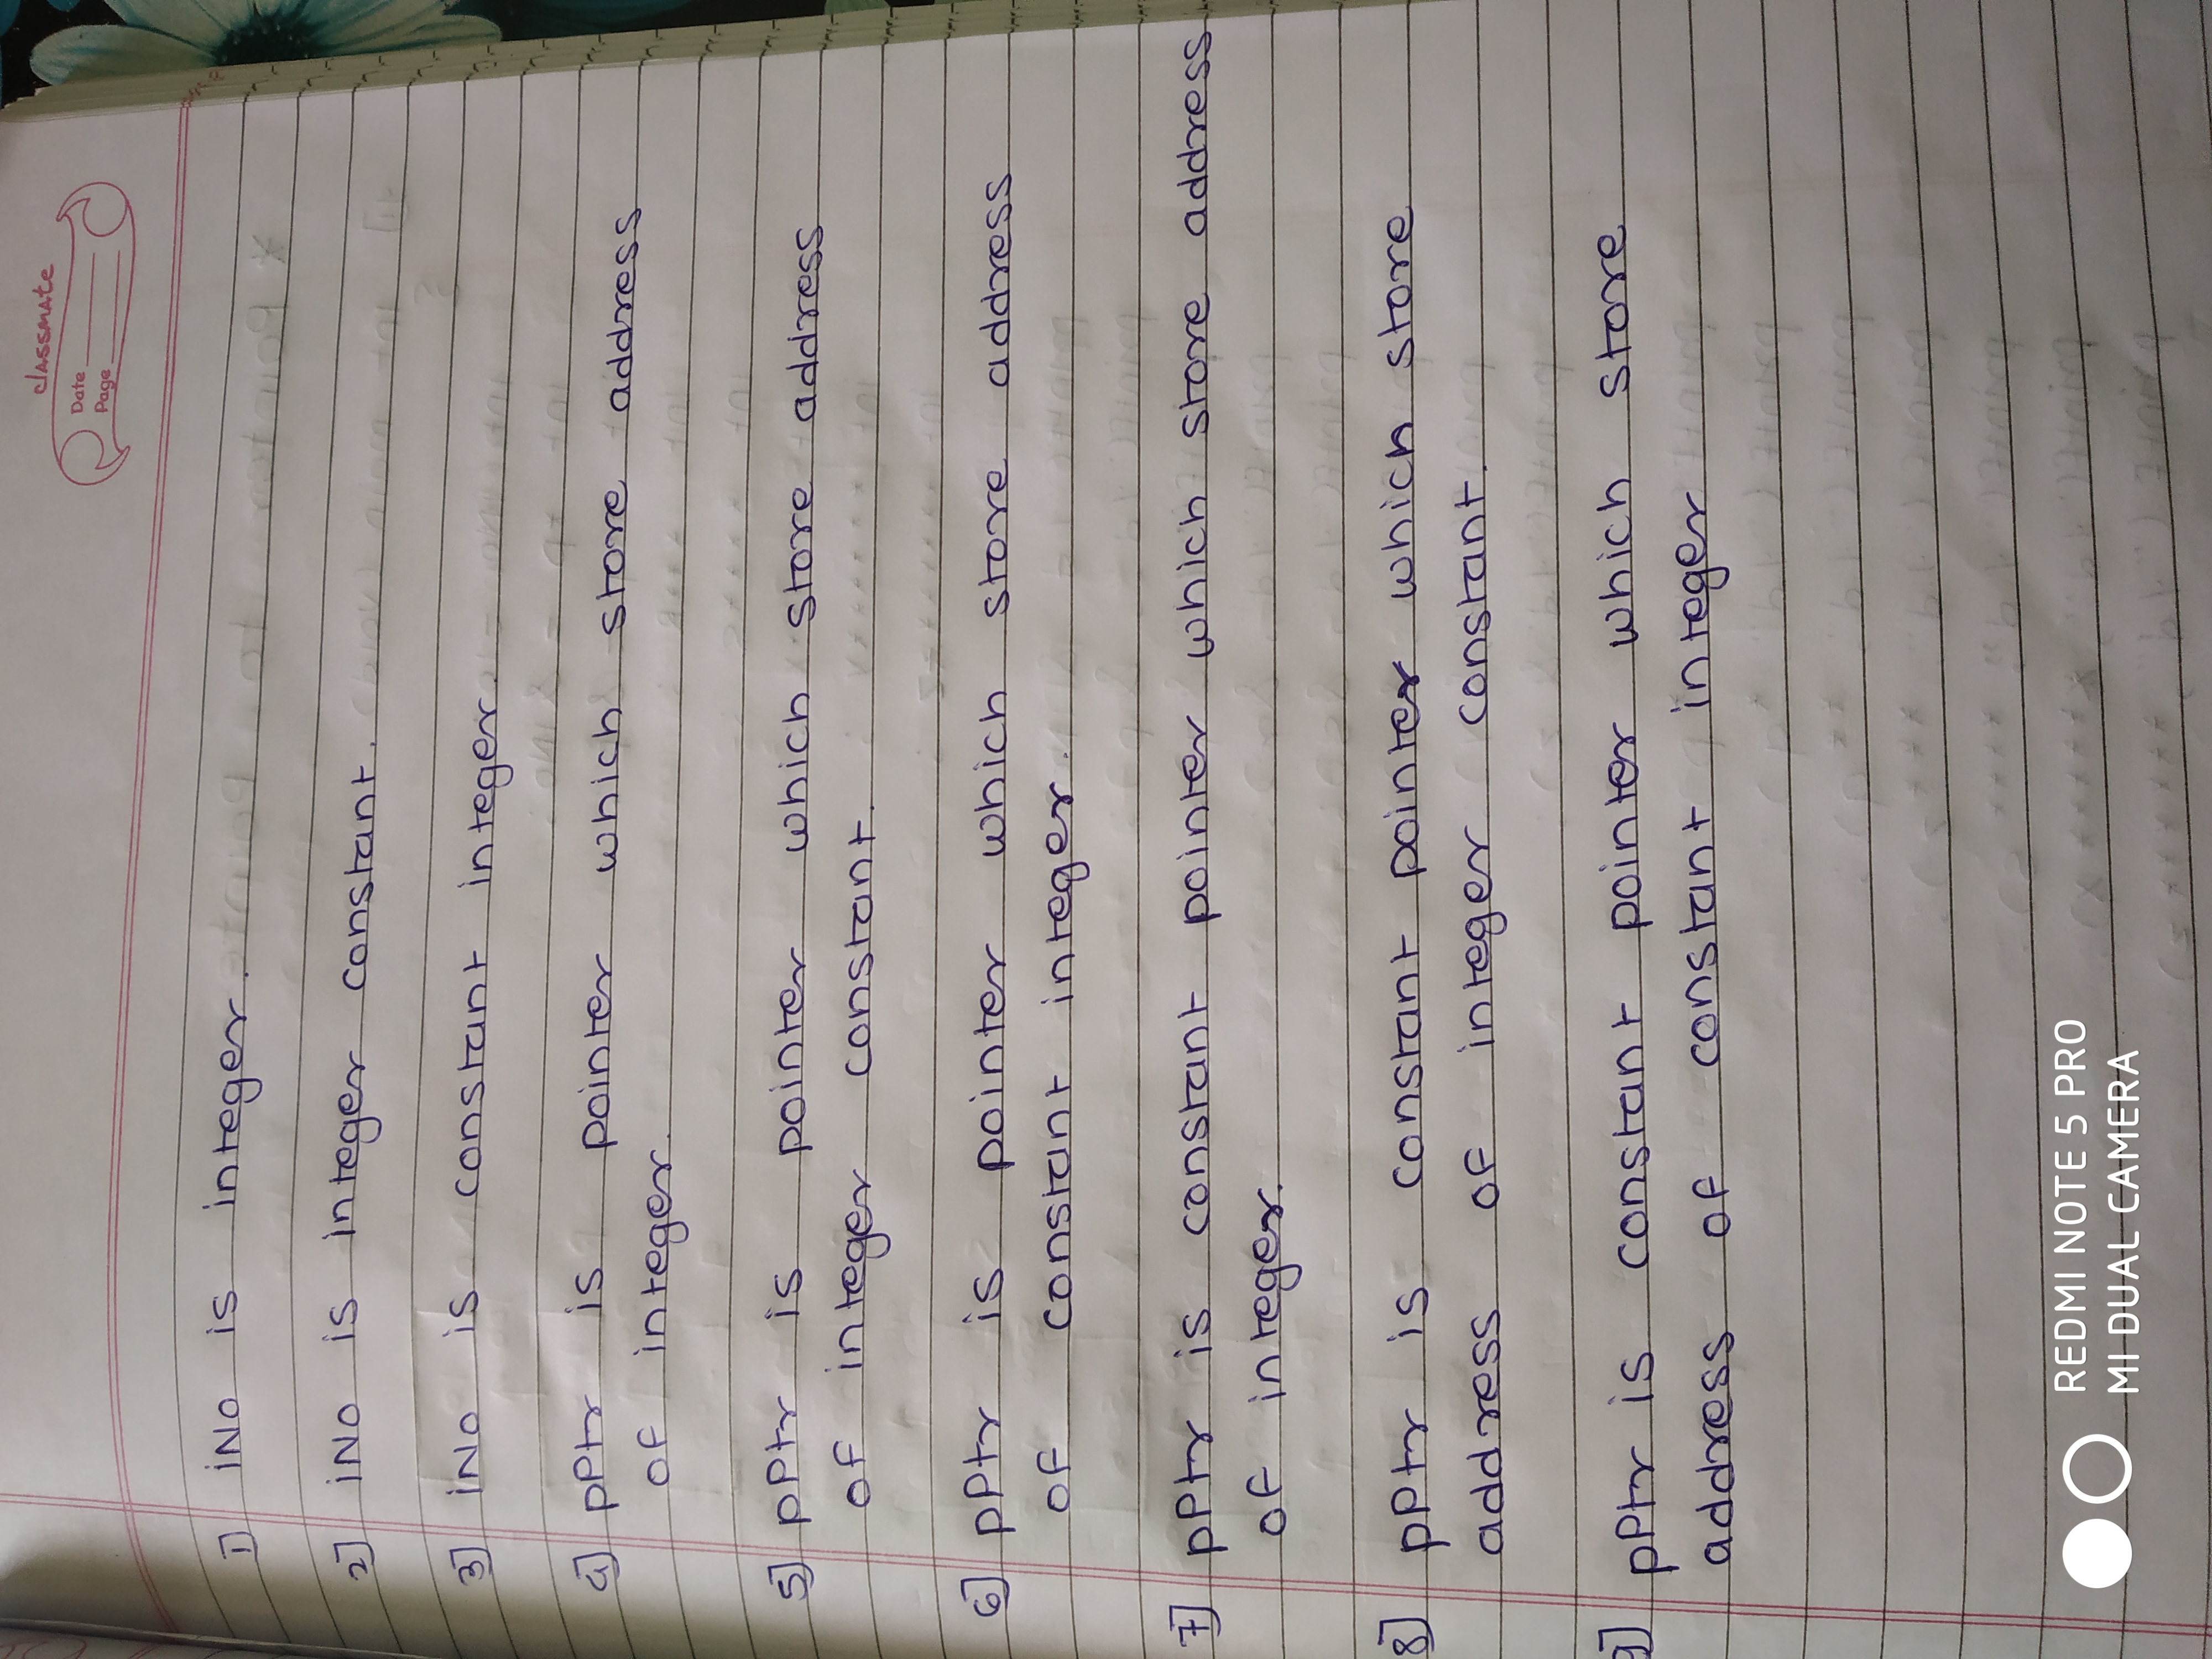 classmate
Date
Page
1] iNo is integer.
2] iNo is integer constant.
3] iNo is constant integer.
4] pPtr is pointer which store address
of integer.
5] pPtr is pointer which store address
of integer constant.
6] pPtr is pointer which store address
of constant integer.
7] pPtr is constant pointer which store address
of integer.
8] pPtr is constant pointer which store
address of integer constant.
9] pPtr is constant pointer which store
address of constant integer
REDMI NOTE 5 PRO
MI DUAL CAMERA